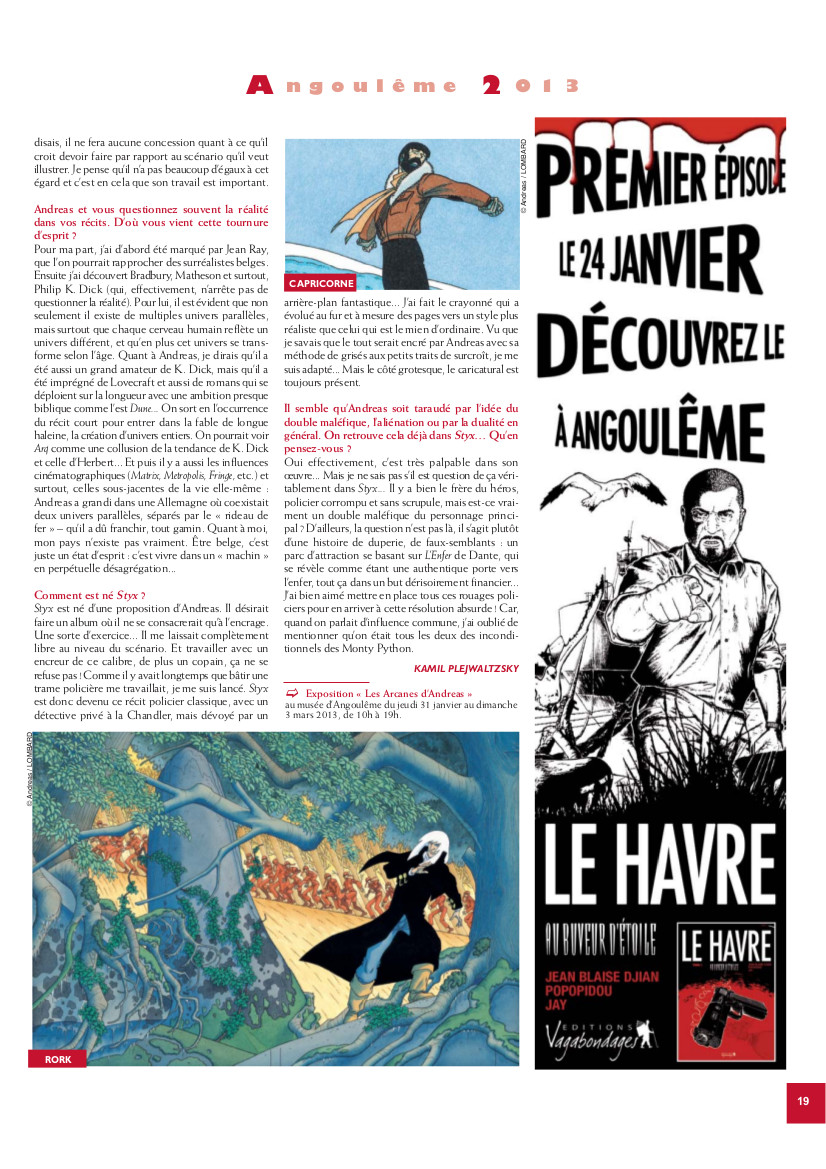 Angoulême 2013
disais, il ne fera aucune concession quant à ce qu'il
croit devoir faire par rapport au scénario qu'il veut
illustrer. Je pense qu'il n'a pas beaucoup d'égaux à cet
égard et c'est en cela que son travail est important.
Andreas et vous questionnez souvent la réalité
dans vos récits. D'où vous vient cette tournure
d'esprit ?
Pour ma part, j'ai d'abord été marqué par Jean Ray,
que l'on pourrait rapprocher des surréalistes belges.
Ensuite j'ai découvert Bradbury, Matheson et surtout,
Philip K. Dick (qui, effectivement, n'arrête pas de
questionner la réalité). Pour lui, il est évident que non
seulement il existe de multiples univers parallèles,
mais surtout que chaque cerveau humain reflète un
univers différent, et qu'en plus cet univers se trans-
forme selon l'âge. Quant à Andreas, je dirais qu'il a
été aussi un grand amateur de K. Dick, mais qu'il a
été imprégné de Lovecraft et aussi de romans qui se
déploient sur la longueur avec une ambition presque
biblique comme l'est Dune... On sort en l'occurrence
du récit court pour entrer dans la fable de longue
haleine, la création d'univers entiers. On pourrait voir
Arq comme une collusion de la tendance de K. Dick
et celle d'Herbert... Et puis il y a aussi les influences
cinématographiques (Matrix, Metropolis, Fringe, etc.) et
surtout, celles sous-jacentes de la vie elle-même :
Andreas a grandi dans une Allemagne où coexistait
deux univers parallèles, séparés par le « rideau de
fer » – qu'il a dû franchir, tout gamin. Quant à moi,
mon pays n'existe pas vraiment. Être belge, c'est
juste un état d'esprit : c'est vivre dans un « machin »
en perpétuelle désagrégation...
Comment est né Styx ?
Styx est né d'une proposition d'Andreas. Il désirait
faire un album où il ne se consacrerait qu'à l'encrage.
Une sorte d'exercice... Il me laissait complètement
libre au niveau du scénario. Et travailler avec un
encreur de ce calibre, de plus un copain, ça ne se
refuse pas ! Comme il y avait longtemps que bâtir une
trame policière me travaillait, je me suis lancé. Styx
est donc devenu ce récit policier classique, avec un
détective privé à la Chandler, mais dévoyé par un
© Andreas / LOMBARD
CAPRICORNE
arrière-plan fantastique... J'ai fait le crayonné qui a
évolué au fur et à mesure des pages vers un style plus
réaliste que celui qui est le mien d'ordinaire. Vu que
je savais que le tout serait encré par Andreas avec sa
méthode de grisés aux petits traits de surcroît, je me
suis adapté... Mais le côté grotesque, le caricatural est
toujours présent.
Il semble qu'Andreas soit taraudé par l'idée du
double maléfique, l'aliénation ou par la dualité en
général. On retrouve cela déjà dans Styx... Qu'en
pensez-vous ?
Oui effectivement, c'est très palpable dans son
œuvre... Mais je ne sais pas s'il est question de ça véri-
tablement dans Styx... Il y a bien le frère du héros,
policier corrompu et sans scrupule, mais est-ce vrai-
ment un double maléfique du personnage princi-
pal ? D'ailleurs, la question n'est pas là, il s'agit plutôt
d'une histoire de duperie, de faux-semblants : un
parc d'attraction se basant sur L'Enfer de Dante, qui
se révèle comme étant une authentique porte vers
l'enfer, tout ça dans un but dérisoirement financier...
J'ai bien aimé mettre en place tous ces rouages poli-
ciers pour en arriver à cette résolution absurde ! Car,
quand on parlait d'influence commune, j'ai oublié de
mentionner qu'on était tous les deux des incondi-
tionnels des Monty Python.
KAMIL PLEJWALTZSKY
➪ Exposition « Les Arcanes d'Andreas »
au musée d'Angoulême du jeudi 31 janvier au dimanche
3 mars 2013, de 10h à 19h.
© Andreas / LOMBARD
RORK
PREMIER ÉPISODE
LE 24 JANVIER
DÉCOUVREZ LE
À ANGOULÊME
LE HAVRE
AU BUVEUR D'ÉTOILE
JEAN BLAISE DJIAN
POPOPIDOU
JAY
EDITIONS
Vagabondages
LE HAVRE
AU BUVEUR D'ÉTOILE
19